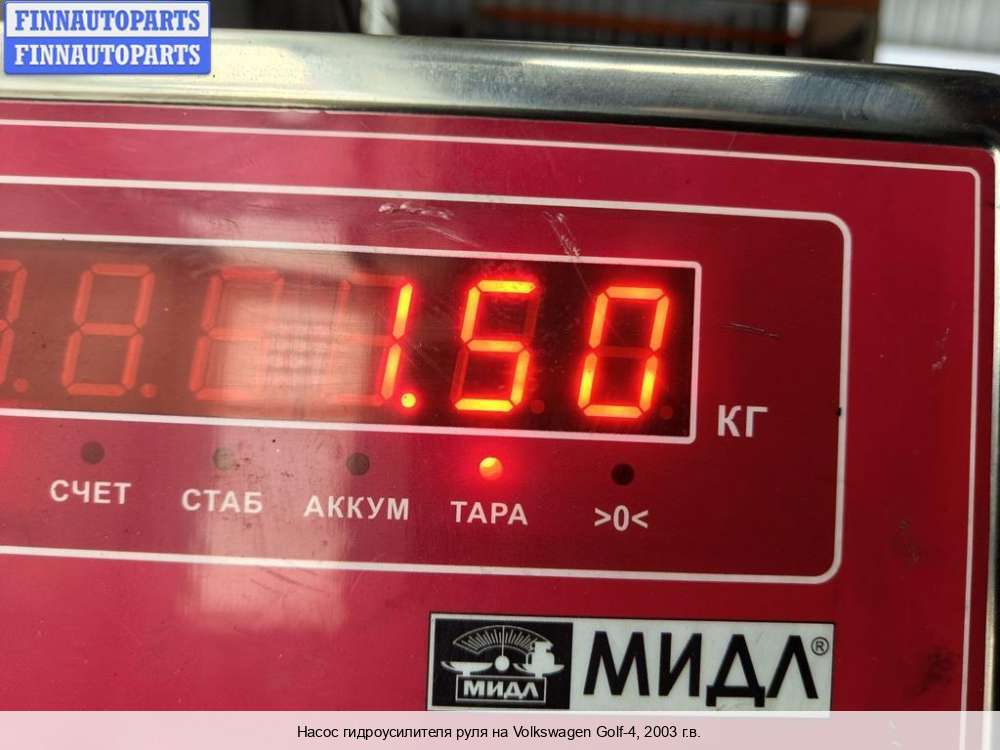 FINNAUTOPARTS
FINNAUTOPARTS
1.50
КГ
СЧЕТ СТАБ АККУМ ТАРА >0<
МИДЛ МИДЛ®
Насос гидроусилителя руля на Volkswagen Golf-4, 2003 г.в.